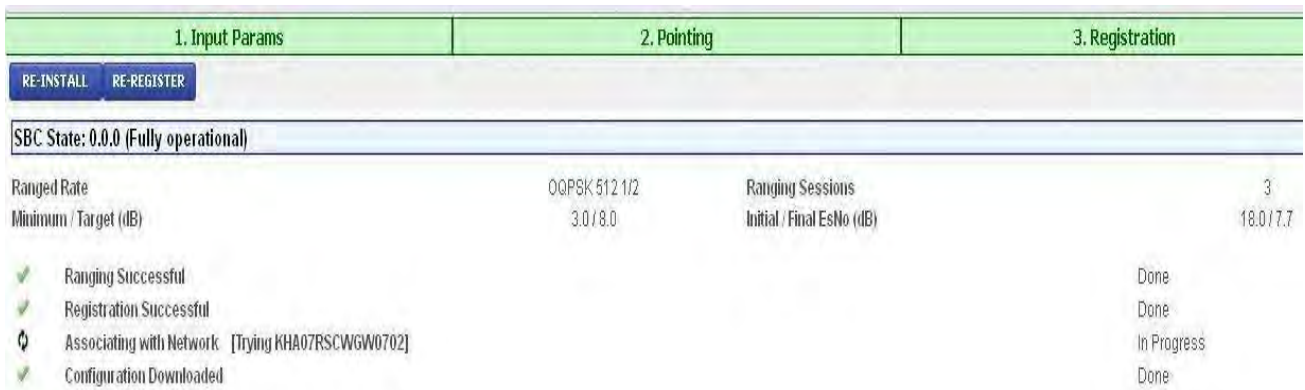 1. Input Params 2. Pointing 3. Registration
RE-INSTALL RE-REGISTER
SBC State: 0.0.0 (Fully operational)
Ranged Rate OQPSK 512 1/2 Ranging Sessions 3
Minimum / Target (dB) 3.0 / 8.0 Initial / Final EsNo (dB) 18.0 / 7.7
Ranging Successful Done
Registration Successful Done
Associating with Network [Trying KHA07RSCWGW0702] In Progress
Configuration Downloaded Done